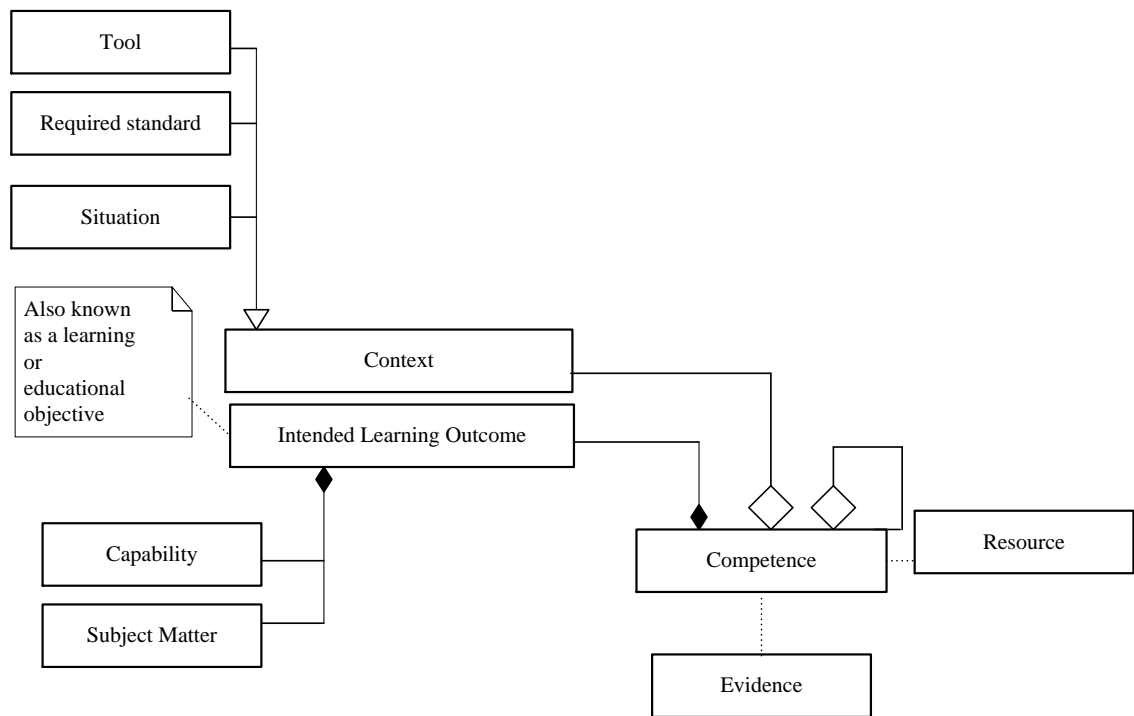 Tool
Required standard
Situation
Also known
as a learning
or
educational
objective
Context
Intended Learning Outcome
Capability
Subject Matter
Competence
Resource
Evidence